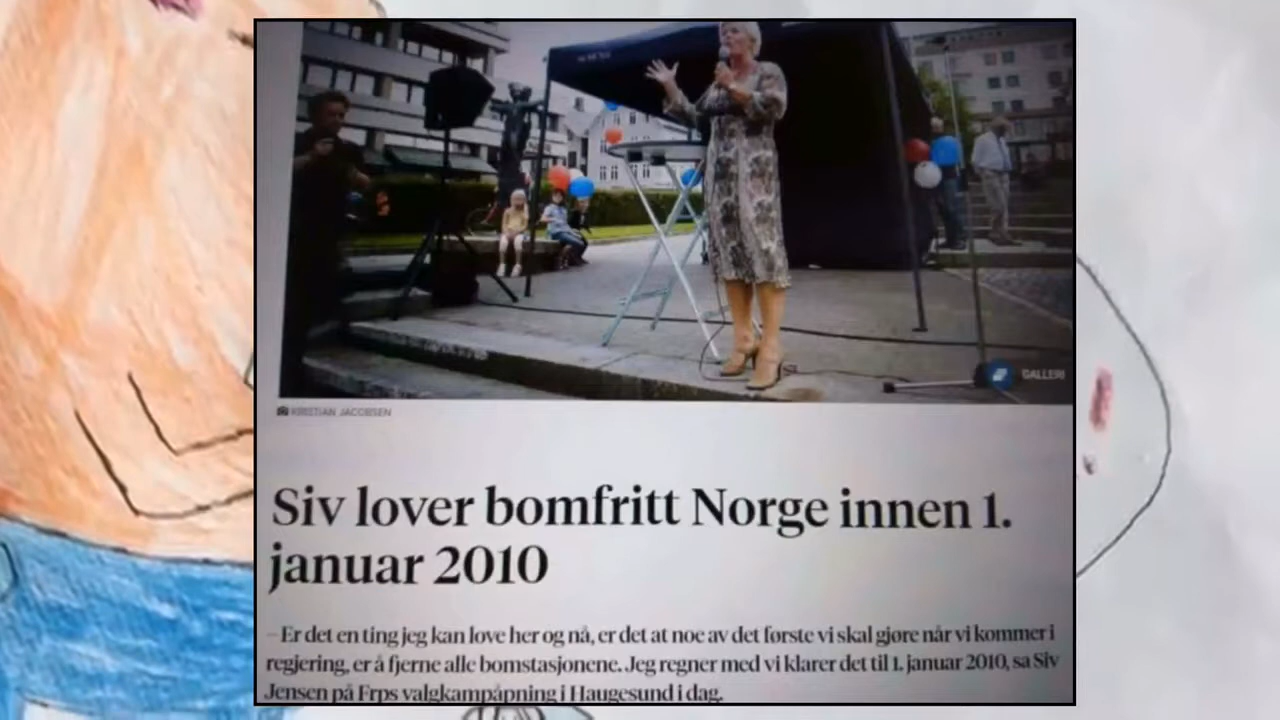 GALLERI
KRISTIAN JACOBSEN
Siv lover bomfritt Norge innen 1.
januar 2010
– Er det en ting jeg kan love her og nå, er det at noe av det første vi skal gjøre når vi kommer i
regjering, er å fjerne alle bomstasjonene. Jeg regner med vi klarer det til 1. januar 2010, sa Siv
Jensen på Frps valgkampåpning i Haugesund i dag.